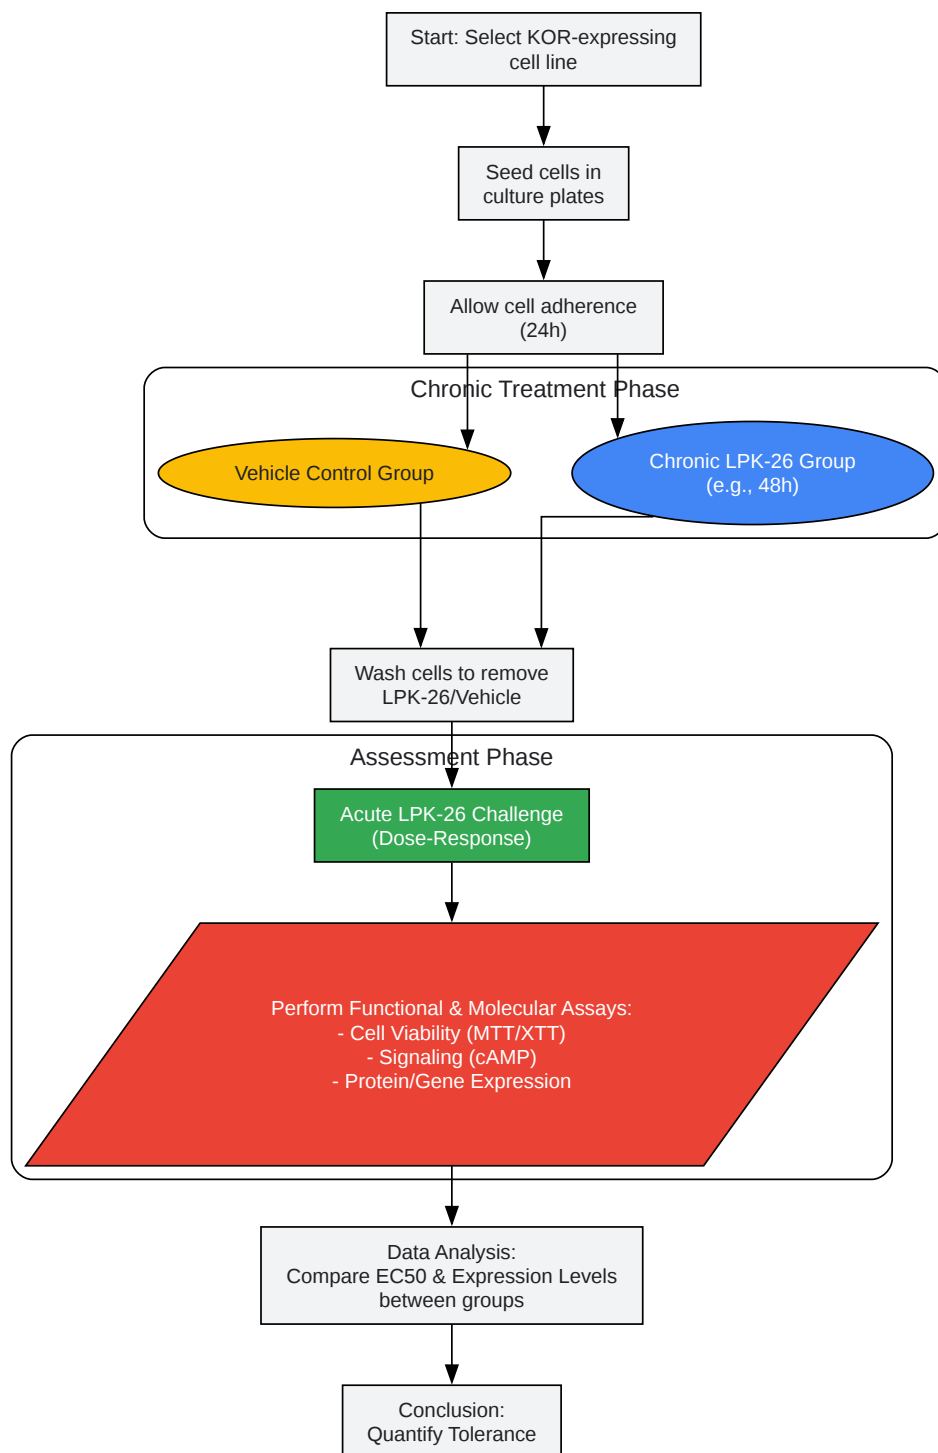 Start: Select KOR-expressing
cell line
Seed cells in
culture plates
Allow cell adherence
(24h)
Chronic Treatment Phase
Vehicle Control Group
Chronic LPK-26 Group
(e.g., 48h)
Wash cells to remove
LPK-26/Vehicle
Assessment Phase
Acute LPK-26 Challenge
(Dose-Response)
Perform Functional & Molecular Assays:
- Cell Viability (MTT/XTT)
- Signaling (cAMP)
- Protein/Gene Expression
Data Analysis:
Compare EC50 & Expression Levels
between groups
Conclusion:
Quantify Tolerance